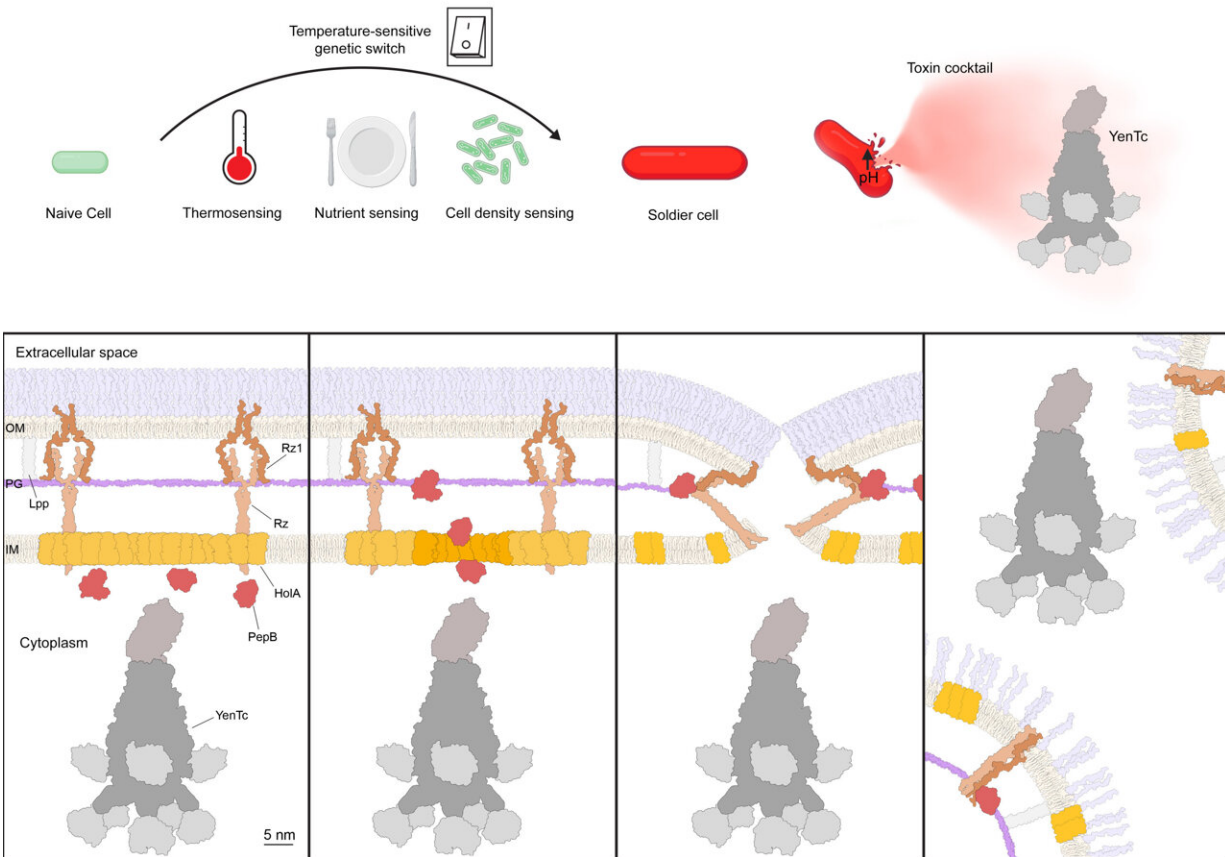 Temperature-sensitive
genetic switch
Toxin cocktail
YenTc
pH
Naive Cell
Thermosensing
Nutrient sensing
Cell density sensing
Soldier cell
Extracellular space
OM
Rz1
PG
Lpp
Rz
IM
HolA
PepB
Cytoplasm
YenTc
5 nm